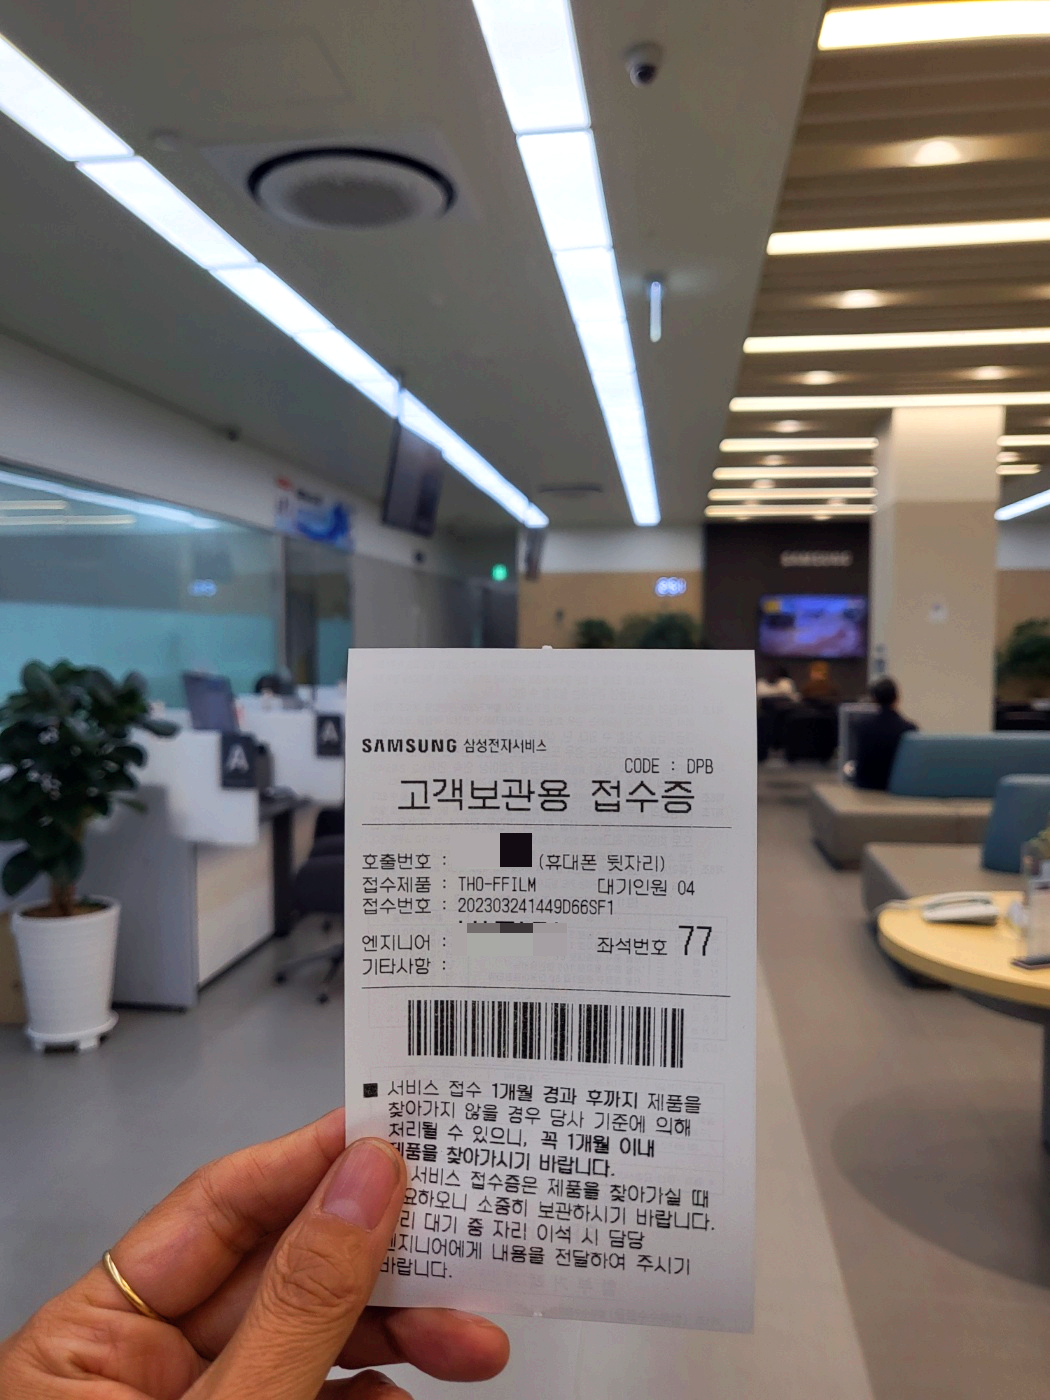 SAMSUNG
A
A
SAMSUNG 삼성전자서비스
CODE : DPB
고객보관용 접수증
호출번호 : (휴대폰 뒷자리)
접수제품 : THO-FFILM 대기인원 04
접수번호 : 202303241449D66SF1
엔지니어 : 좌석번호 77
기타사항 :
■ 서비스 접수 1개월 경과 후까지 제품을
찾아가지 않을 경우 당사 기준에 의해
처리될 수 있으니, 꼭 1개월 이내
제품을 찾아가시기 바랍니다.
서비스 접수증은 제품을 찾아가실 때
요하오니 소중히 보관하시기 바랍니다.
리 대기 중 자리 이석 시 담당
엔지니어에게 내용을 전달하여 주시기
바랍니다.